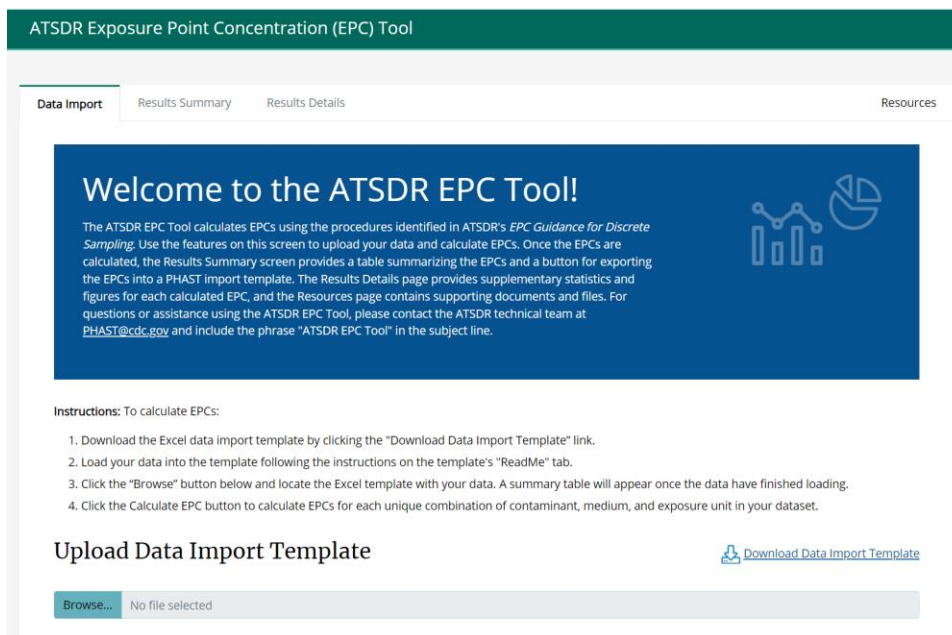 ATSDR Exposure Point Concentration (EPC) Tool
Data Import
Results Summary
Results Details
Resources
Welcome to the ATSDR EPC Tool!
The ATSDR EPC Tool calculates EPCs using the procedures identified in ATSDR's EPC Guidance for Discrete
Sampling. Use the features on this screen to upload your data and calculate EPCs. Once the EPCs are
calculated, the Results Summary screen provides a table summarizing the EPCs and a button for exporting
the EPCs into a PHAST import template. The Results Details page provides supplementary statistics and
figures for each calculated EPC, and the Resources page contains supporting documents and files. For
questions or assistance using the ATSDR EPC Tool, please contact the ATSDR technical team at
PHAST@cdc.gov and include the phrase "ATSDR EPC Tool" in the subject line.
Instructions: To calculate EPCs:
1. Download the Excel data import template by clicking the "Download Data Import Template" link.
2. Load your data into the template following the instructions on the template's "ReadMe" tab.
3. Click the “Browse” button below and locate the Excel template with your data. A summary table will appear once the data have finished loading.
4. Click the Calculate EPC button to calculate EPCs for each unique combination of contaminant, medium, and exposure unit in your dataset.
Upload Data Import Template
Download Data Import Template
Browse...
No file selected